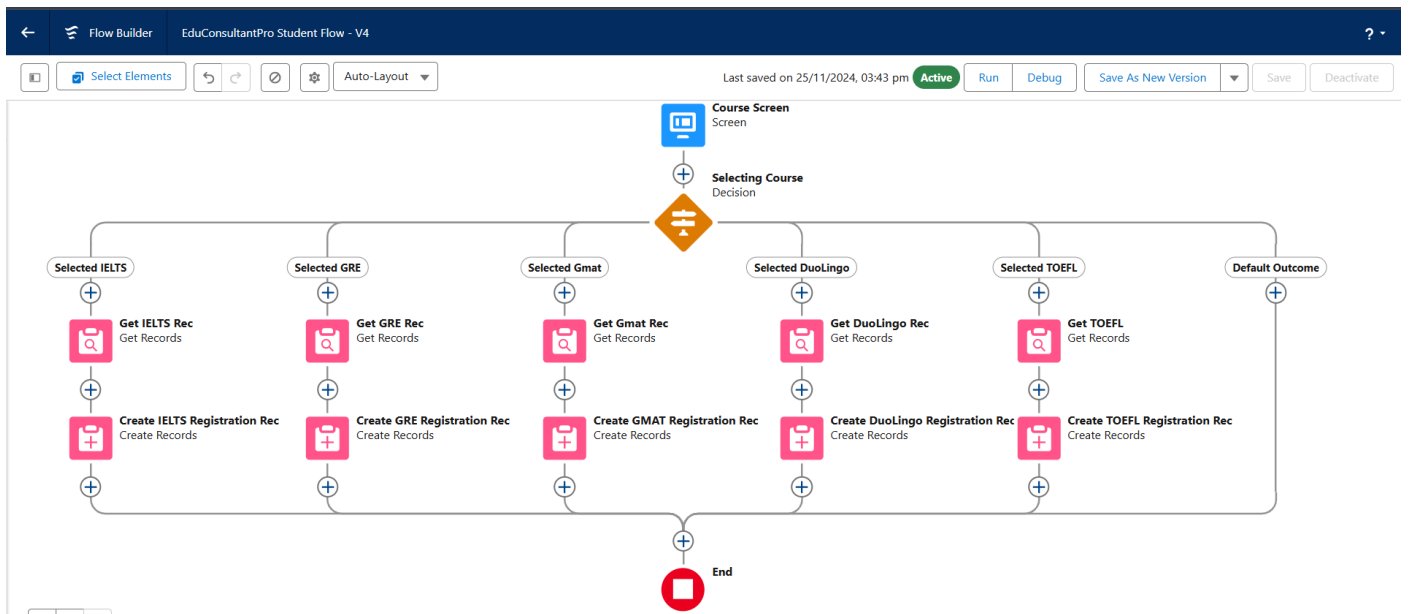 Flow Builder
EduConsultantPro Student Flow - V4
?
Select Elements
Auto-Layout
Last saved on 25/11/2024, 03:43 pm
Active
Run
Debug
Save As New Version
Save
Deactivate
Course Screen
Screen
Selecting Course
Decision
Selected IELTS
Selected GRE
Selected Gmat
Selected DuoLingo
Selected TOEFL
Default Outcome
Get IELTS Rec
Get Records
Get GRE Rec
Get Records
Get Gmat Rec
Get Records
Get DuoLingo Rec
Get Records
Get TOEFL
Get Records
Create IELTS Registration Rec
Create Records
Create GRE Registration Rec
Create Records
Create GMAT Registration Rec
Create Records
Create DuoLingo Registration Rec
Create Records
Create TOEFL Registration Rec
Create Records
End